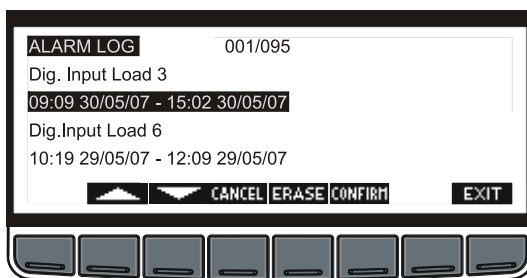 ALARM LOG 001/095
Dig. Input Load 3
09:09 30/05/07 - 15:02 30/05/07
Dig.Input Load 6
10:19 29/05/07 - 12:09 29/05/07
CANCEL ERASE CONFIRM EXIT